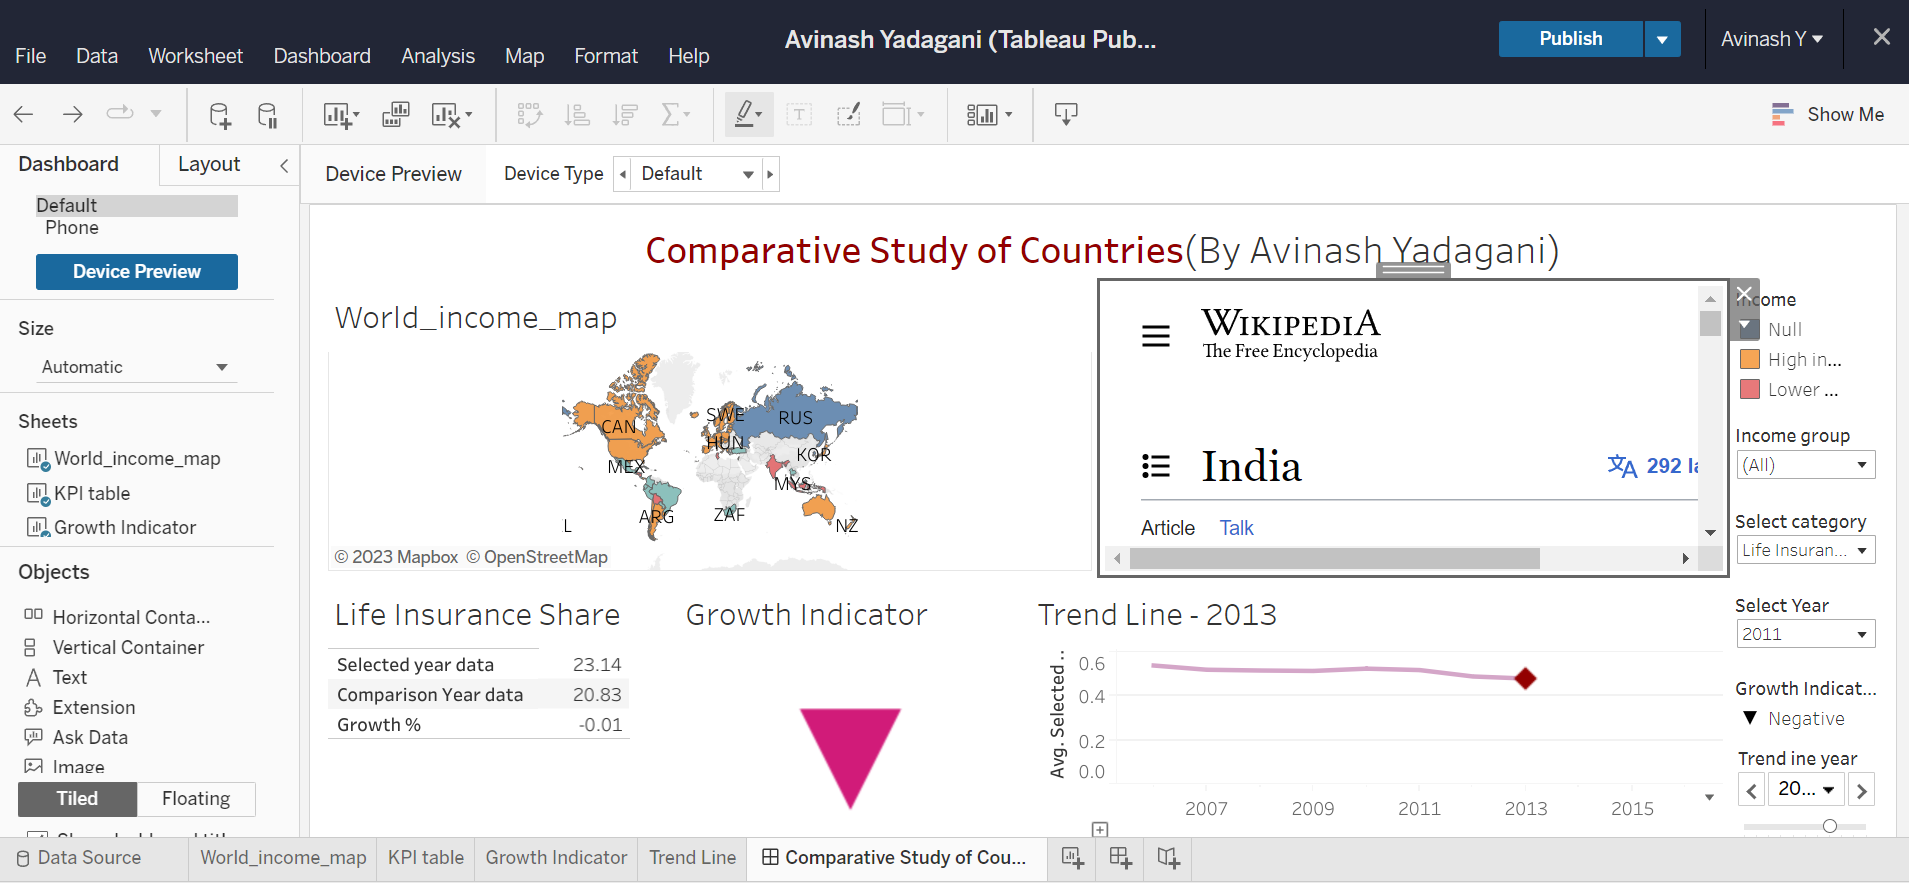 Avinash Yadagani (Tableau Pub...
Publish
Avinash Y
File Data Worksheet Dashboard Analysis Map Format Help
Show Me
Dashboard Layout
Device Preview Device Type Default
Default
Phone
Device Preview
Size
Automatic
Sheets
World_income_map
KPI table
Growth Indicator
Objects
Horizontal Conta...
Vertical Container
Text
Extension
Ask Data
Image
Tiled Floating
Comparative Study of Countries(By Avinash Yadagani)
World_income_map
CAN
SWE
RUS
HUN
KOR
MEX
MYS
ARG
ZAF
L
NZ
© 2023 Mapbox © OpenStreetMap
WIKIPEDIA
The Free Encyclopedia
India
292 la
Article Talk
Income
Null
High in...
Lower ...
Income group
(All)
Select category
Life Insuran...
Select Year
2011
Growth Indicat...
Negative
Trend ine year
20...
Life Insurance Share
Selected year data 23.14
Comparison Year data 20.83
Growth % -0.01
Growth Indicator
Trend Line - 2013
Avg. Selected ..
0.6
0.4
0.2
0.0
2007 2009 2011 2013 2015
Data Source World_income_map KPI table Growth Indicator Trend Line Comparative Study of Cou...